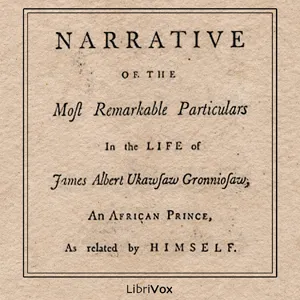 NARRATIVE
OF THE
Moſt Remarkable Particulars
In the LIFE of
James Albert Ukawſaw Gronnioſaw,
An AFRICAN PRINCE,
As related by HIMSELF.
LibriVox